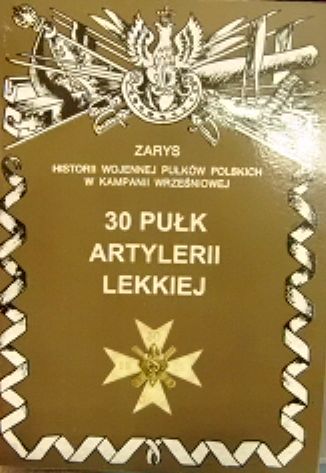 ZARYS
HISTORII WOJENNEJ PUŁKÓW POLSKICH
W KAMPANII WRZEŚNIOWEJ
30 PUŁK
ARTYLERII
LEKKIEJ